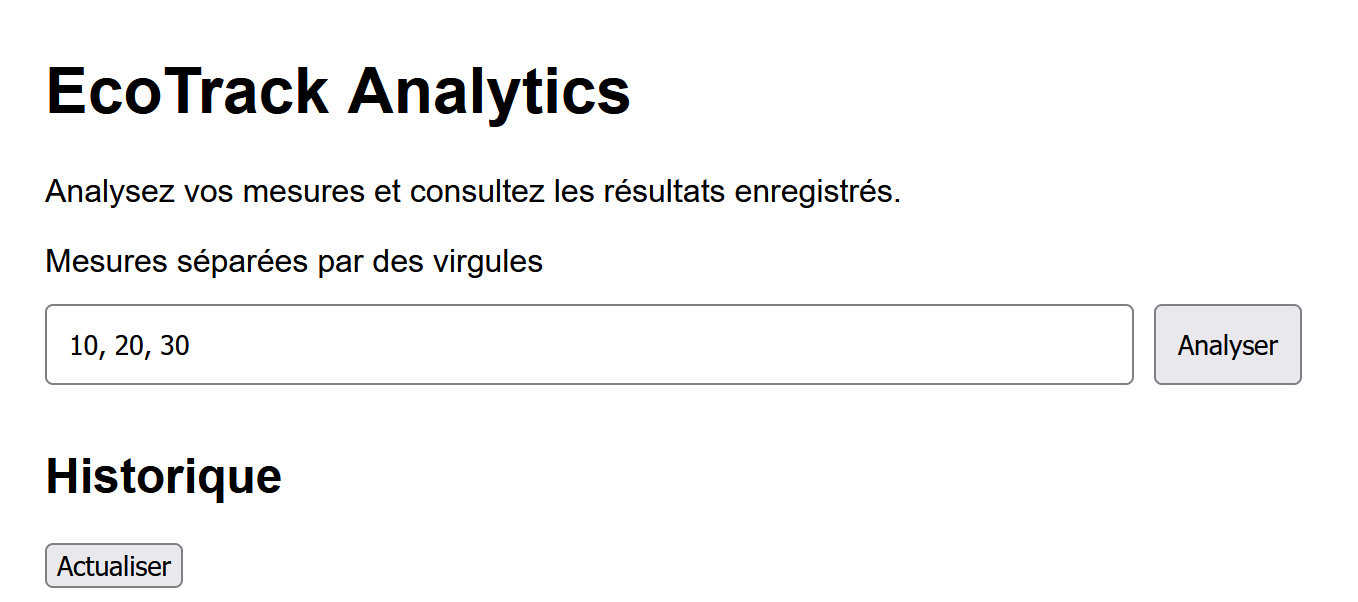 EcoTrack Analytics
Analysez vos mesures et consultez les résultats enregistrés.
Mesures séparées par des virgules
10, 20, 30
Analyser
Historique
Actualiser